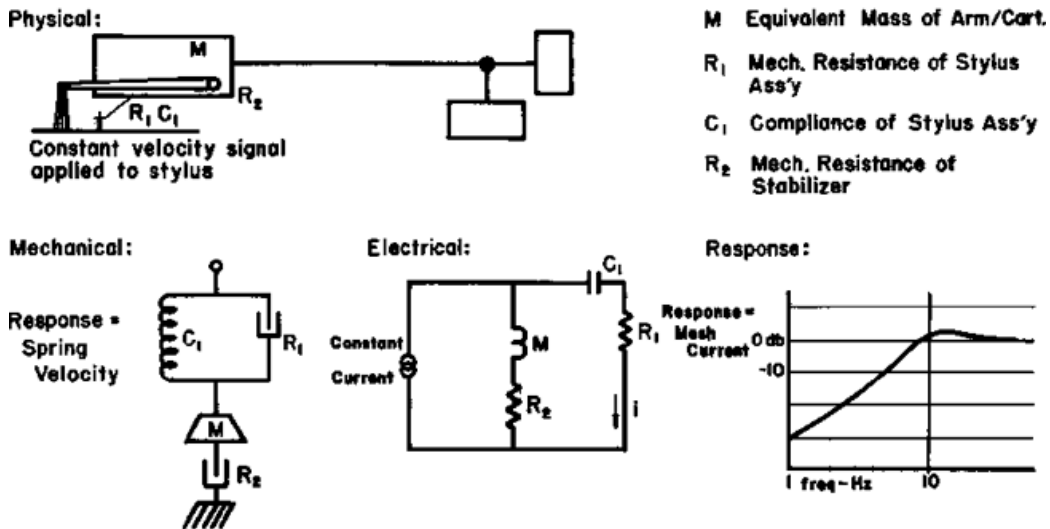 Physical:
M
R₂
R₁ C₁
Constant velocity signal
applied to stylus
M Equivalent Mass of Arm/Cart.
R₁ Mech. Resistance of Stylus
Ass'y
C₁ Compliance of Stylus Ass'y
R₂ Mech. Resistance of
Stabilizer
Mechanical:
Response =
Spring
Velocity
C₁
R₁
M
R₂
Electrical:
C₁
Constant
Current
M
R₁
R₂
i
Response:
Response =
Mesh
Current
0 db
-10
1 freq-Hz 10